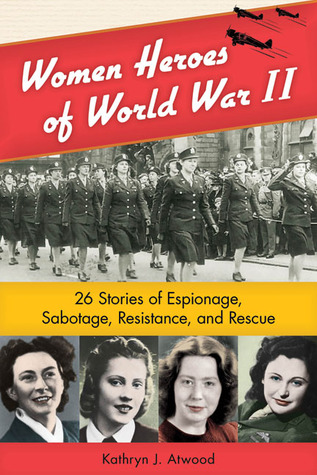 Women Heroes
of World War II
26 Stories of Espionage,
Sabotage, Resistance, and Rescue
Kathryn J. Atwood